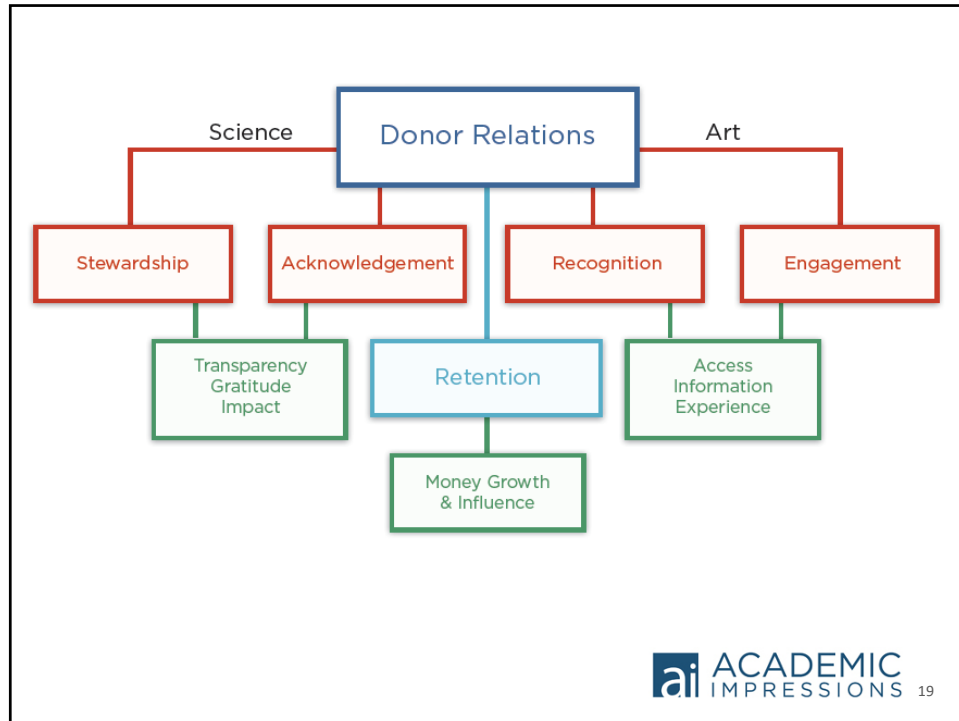 Science
Donor Relations
Art
Stewardship
Acknowledgement
Recognition
Engagement
Transparency
Gratitude
Impact
Retention
Access
Information
Experience
Money Growth
& Influence
ai ACADEMIC
IMPRESSIONS
19